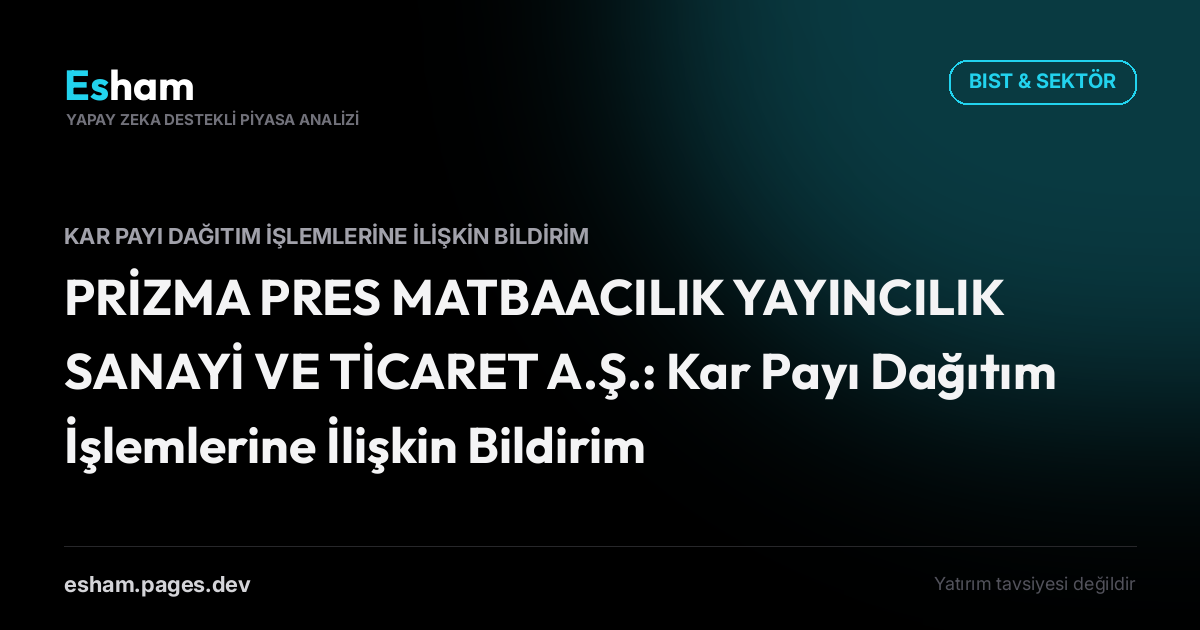 Esham
YAPAY ZEKA DESTEKLİ PİYASA ANALİZİ
BIST & SEKTÖR
KAR PAYI DAĞITIM İŞLEMLERİNE İLİŞKİN BİLDİRİM
PRİZMA PRES MATBAACILIK YAYINCILIK
SANAYİ VE TİCARET A.Ş.: Kar Payı Dağıtım
İşlemlerine İlişkin Bildirim
esham.pages.dev
Yatırım tavsiyesi değildir